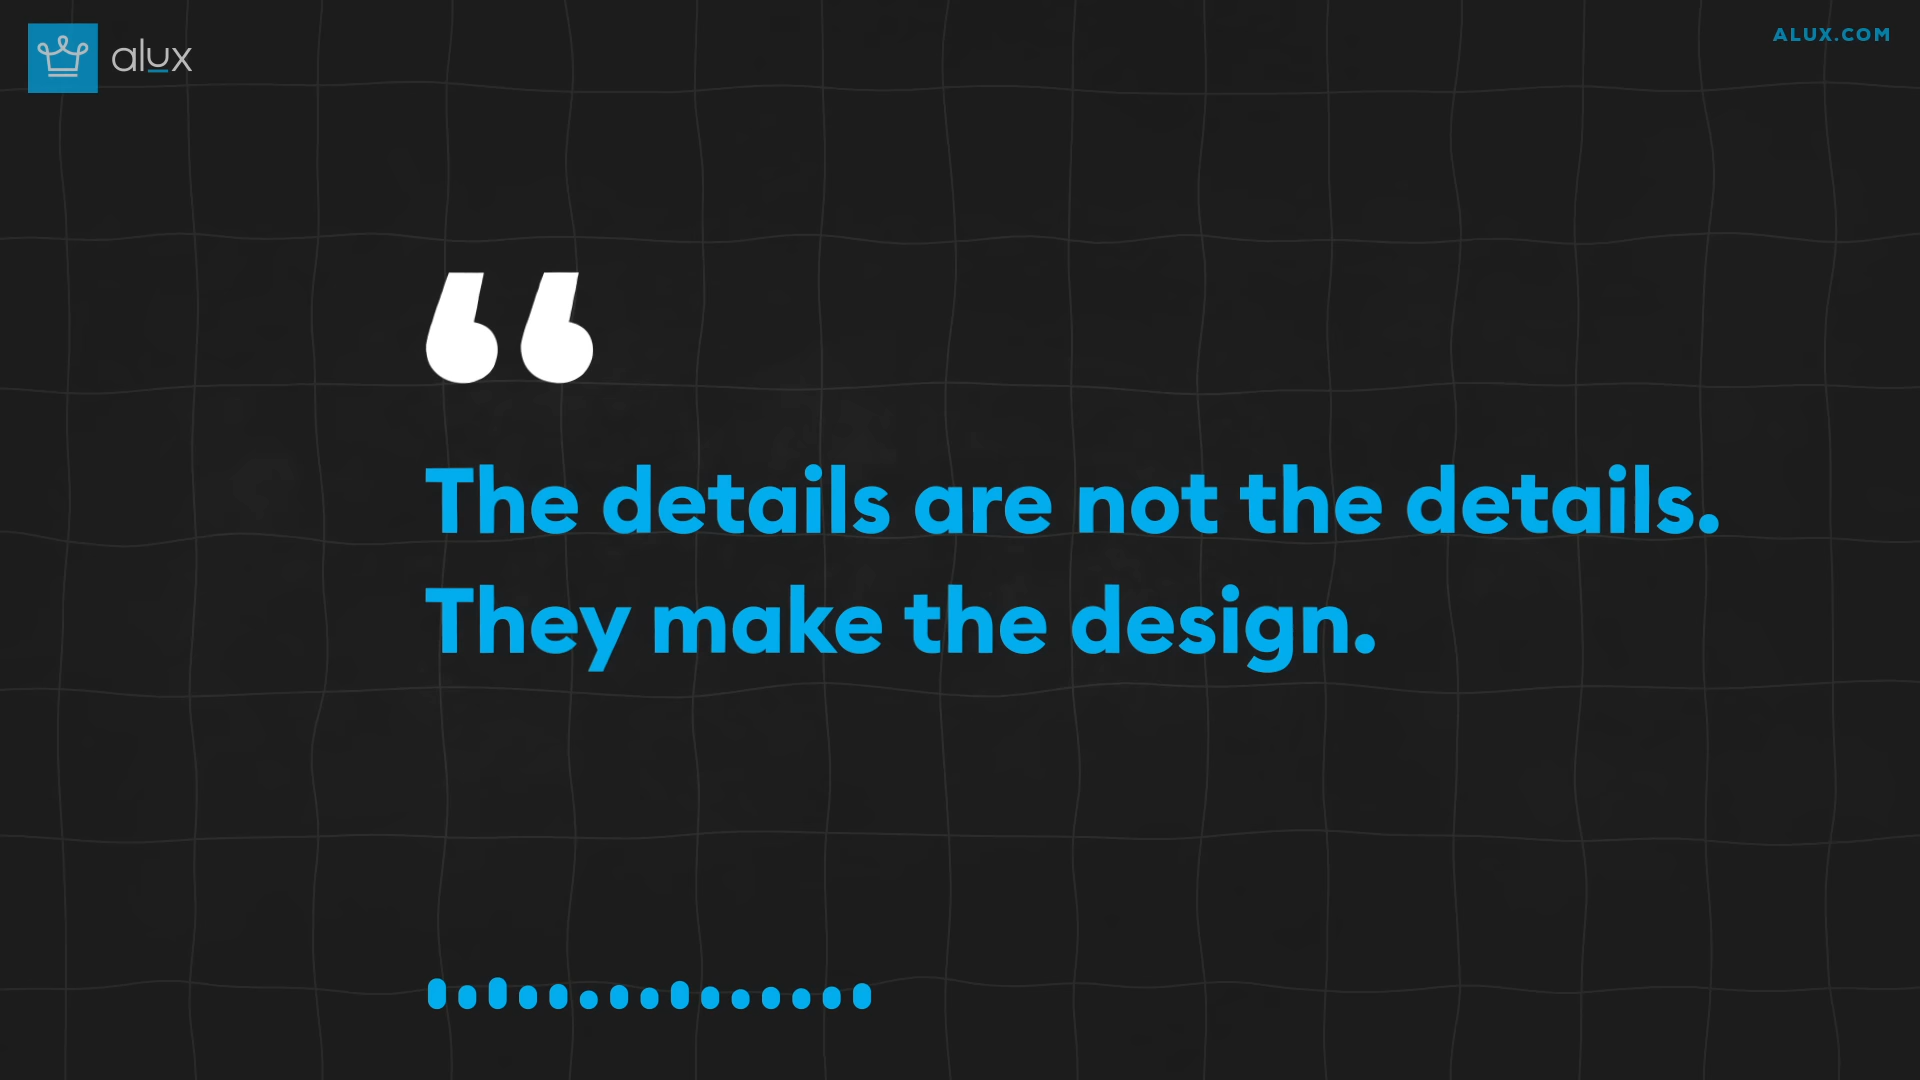 alux
ALUX.COM
“
The details are not the details.
They make the design.